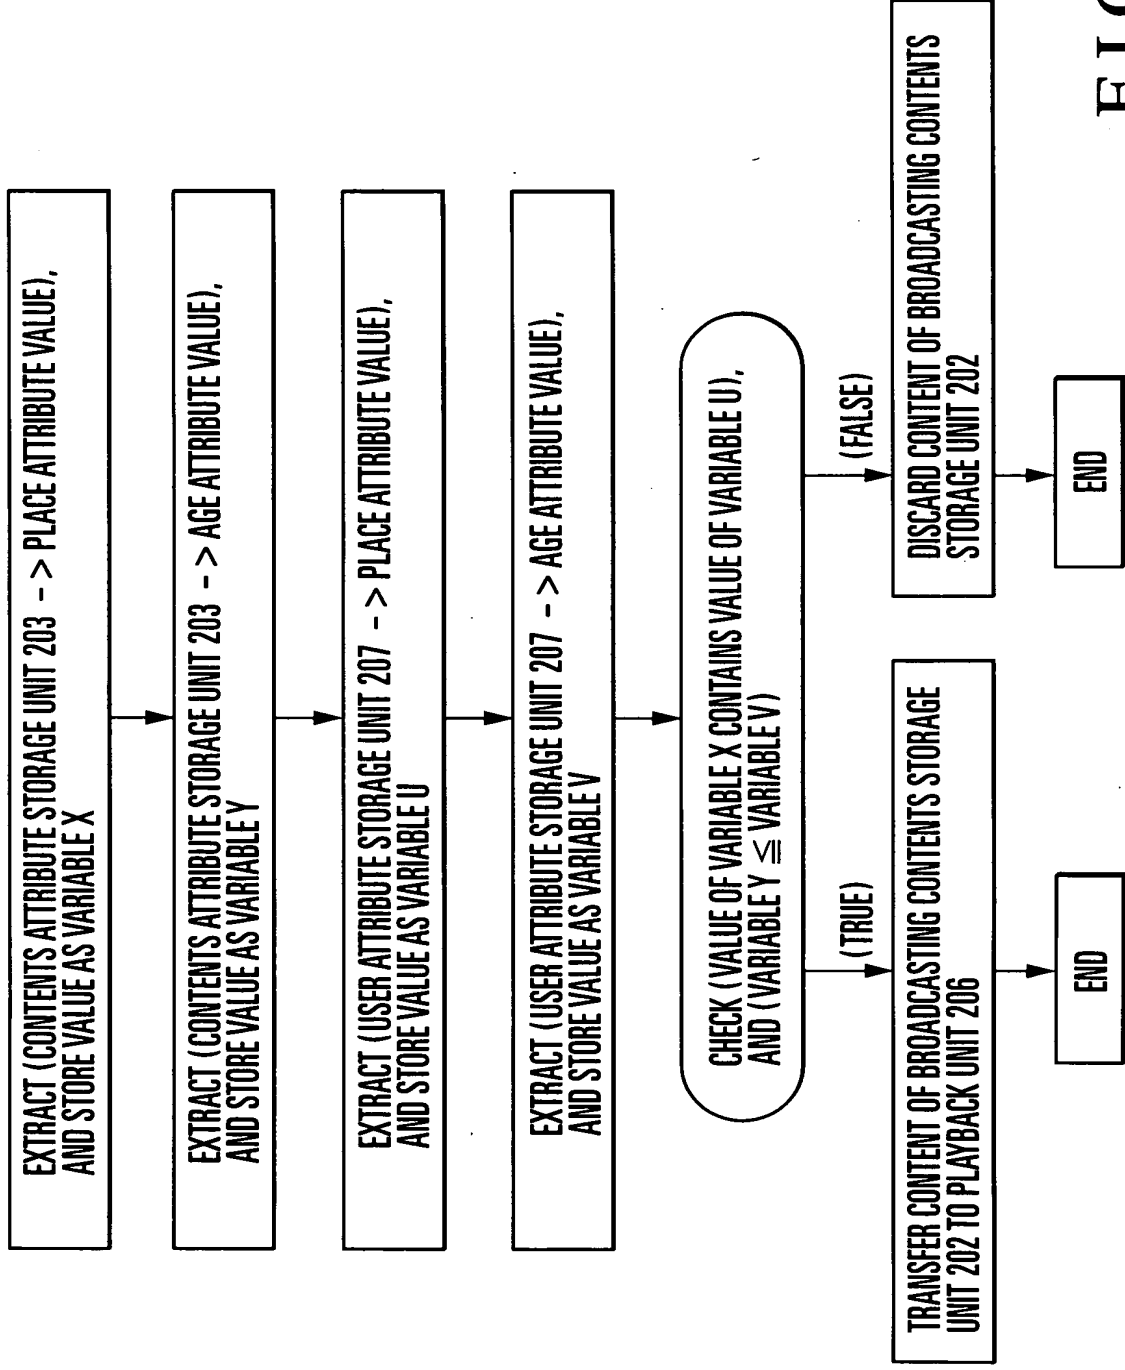 EXTRACT (CONTENTS ATTRIBUTE STORAGE UNIT 203 -> PLACE ATTRIBUTE VALUE),
AND STORE VALUE AS VARIABLE X
EXTRACT (CONTENTS ATTRIBUTE STORAGE UNIT 203 -> AGE ATTRIBUTE VALUE),
AND STORE VALUE AS VARIABLE Y
EXTRACT (USER ATTRIBUTE STORAGE UNIT 207 -> PLACE ATTRIBUTE VALUE),
AND STORE VALUE AS VARIABLE U
EXTRACT (USER ATTRIBUTE STORAGE UNIT 207 -> AGE ATTRIBUTE VALUE),
AND STORE VALUE AS VARIABLE V
CHECK (VALUE OF VARIABLE X CONTAINS VALUE OF VARIABLE U),
AND (VARIABLE Y ≦ VARIABLE V)
(TRUE)
(FALSE)
TRANSFER CONTENT OF BROADCASTING CONTENTS STORAGE
UNIT 202 TO PLAYBACK UNIT 206
DISCARD CONTENT OF BROADCASTING CONTENTS
STORAGE UNIT 202
END
END